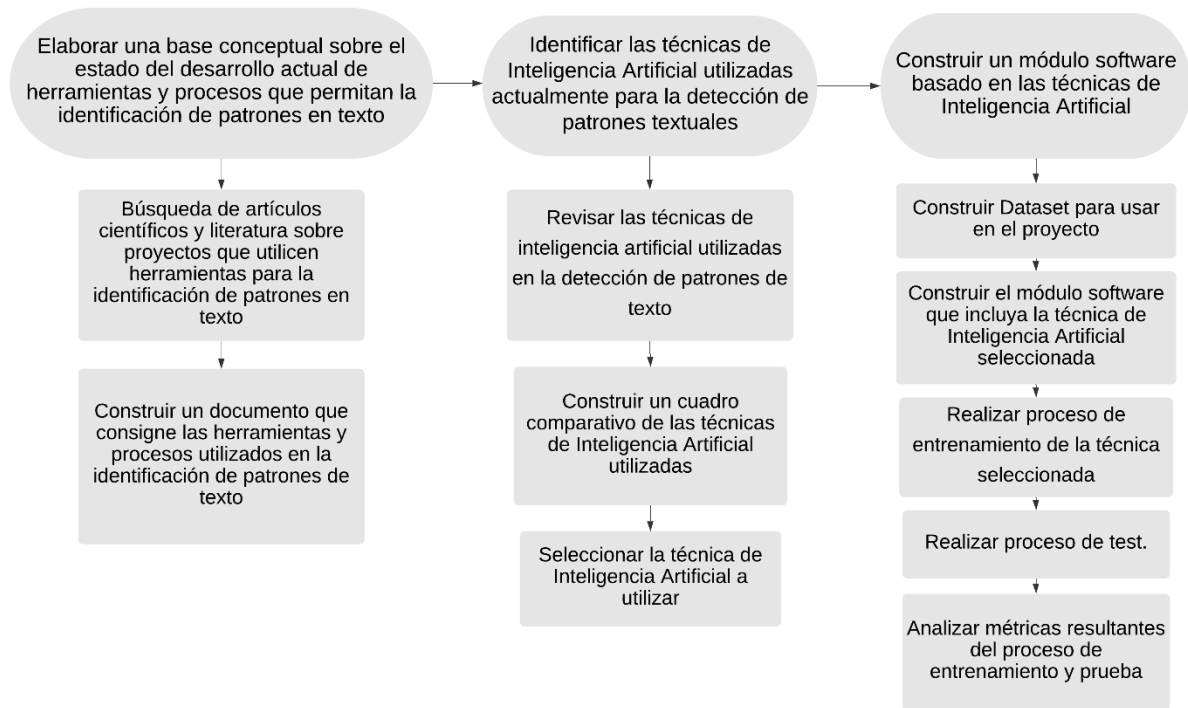 Elaborar una base conceptual sobre el
estado del desarrollo actual de
herramientas y procesos que permitan la
identificación de patrones en texto
Búsqueda de artículos
científicos y literatura sobre
proyectos que utilicen
herramientas para la
identificación de patrones en
texto
Construir un documento que
consigne las herramientas y
procesos utilizados en la
identificación de patrones de
texto
Identificar las técnicas de
Inteligencia Artificial utilizadas
actualmente para la detección de
patrones textuales
Revisar las técnicas de
inteligencia artificial utilizadas
en la detección de patrones de
texto
Construir un cuadro
comparativo de las técnicas
de Inteligencia Artificial
utilizadas
Seleccionar la técnica de
Inteligencia Artificial a
utilizar
Construir un módulo software
basado en las técnicas de
Inteligencia Artificial
Construir Dataset para usar
en el proyecto
Construir el módulo software
que incluya la técnica de
Inteligencia Artificial
seleccionada
Realizar proceso de
entrenamiento de la técnica
seleccionada
Realizar proceso de test.
Analizar métricas resultantes
del proceso de
entrenamiento y prueba